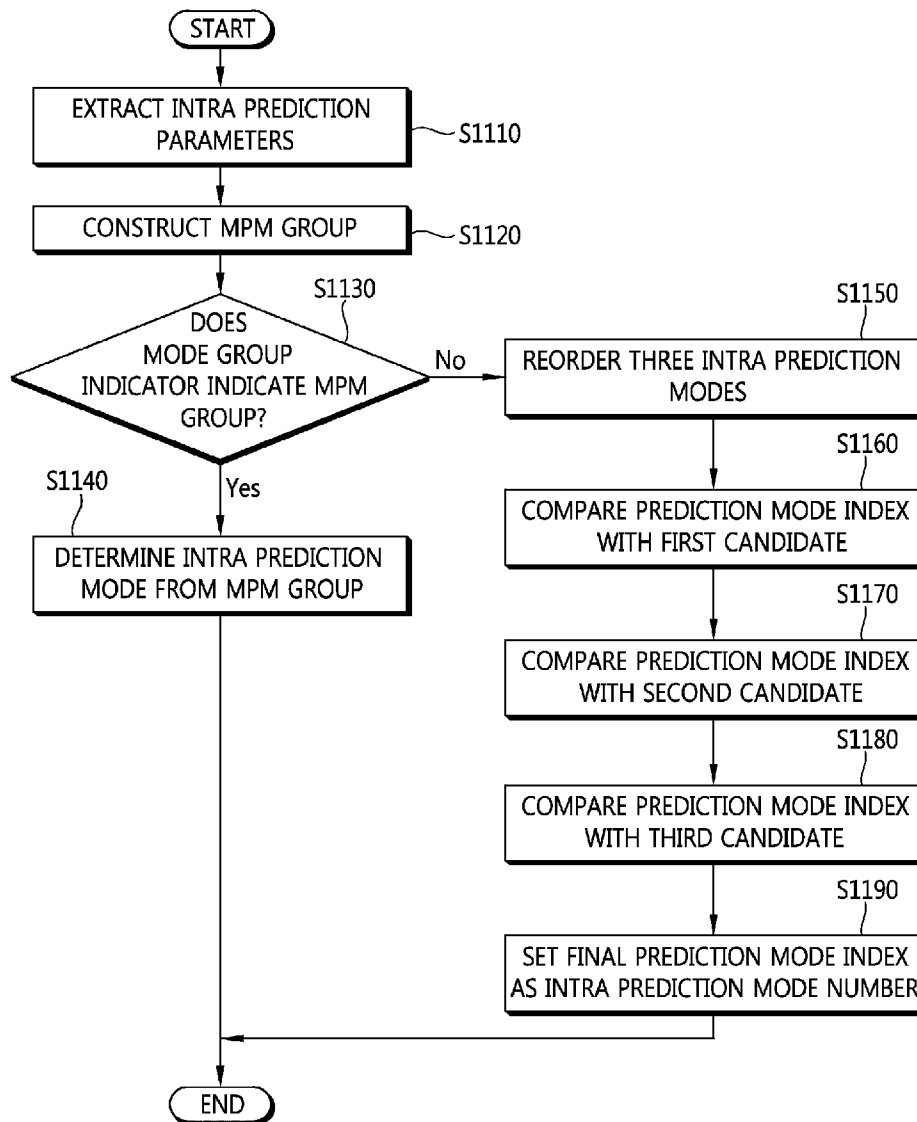 START
EXTRACT INTRA PREDICTION
PARAMETERS
S1110
CONSTRUCT MPM GROUP
S1120
S1130
DOES
MODE GROUP
INDICATOR INDICATE MPM
GROUP?
No
Yes
S1140
DETERMINE INTRA PREDICTION
MODE FROM MPM GROUP
S1150
REORDER THREE INTRA PREDICTION
MODES
S1160
COMPARE PREDICTION MODE INDEX
WITH FIRST CANDIDATE
S1170
COMPARE PREDICTION MODE INDEX
WITH SECOND CANDIDATE
S1180
COMPARE PREDICTION MODE INDEX
WITH THIRD CANDIDATE
S1190
SET FINAL PREDICTION MODE INDEX
AS INTRA PREDICTION MODE NUMBER
END